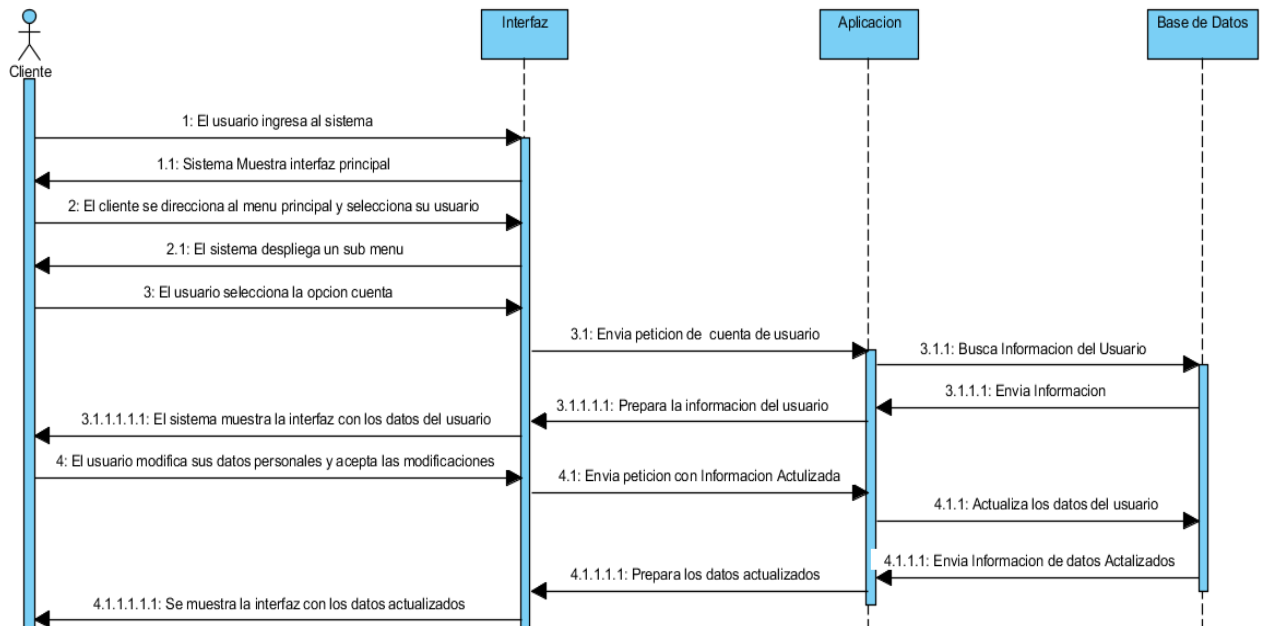 Interfaz
Aplicacion
Base de Datos
Cliente
1: El usuario ingresa al sistema
1.1: Sistema Muestra interfaz principal
2: El cliente se direcciona al menu principal y selecciona su usuario
2.1: El sistema despliega un sub menu
3: El usuario selecciona la opcion cuenta
3.1: Envia peticion de cuenta de usuario
3.1.1: Busca Informacion del Usuario
3.1.1.1: Envia Informacion
3.1.1.1.1: Prepara la informacion del usuario
3.1.1.1.1.1: El sistema muestra la interfaz con los datos del usuario
4: El usuario modifica sus datos personales y acepta las modificaciones
4.1: Envia peticion con Informacion Actulizada
4.1.1: Actualiza los datos del usuario
4.1.1.1: Envia Informacion de datos Actalizados
4.1.1.1.1: Prepara los datos actualizados
4.1.1.1.1.1: Se muestra la interfaz con los datos actualizados